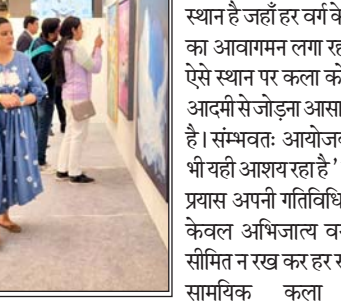 स्थान है जहाँ हर वर्ग के
का आवागमन लगा रह
ऐसे स्थान पर कला को
आदमी से जोड़ना आसा
है। संम्भवतः आयोजक
भी यही आशय रहा है '
प्रयास अपनी गतिविधि
केवल अभिजात्य वर्
सीमित न रख कर हर स
सामयिक कला